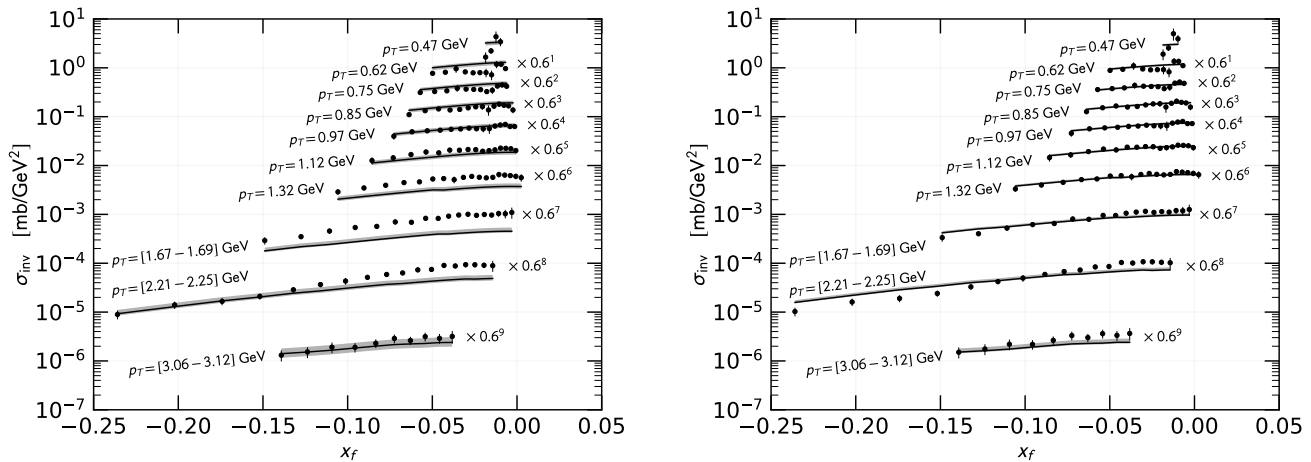 10^1
p_T = 0.47 GeV
10^0
× 0.6^1
p_T = 0.62 GeV
× 0.6^2
p_T = 0.75 GeV
10^−1
× 0.6^3
p_T = 0.85 GeV
× 0.6^4
p_T = 0.97 GeV
10^−2
× 0.6^5
p_T = 1.12 GeV
× 0.6^6
p_T = 1.32 GeV
10^−3
× 0.6^7
p_T = [1.67 − 1.69] GeV
10^−4
× 0.6^8
p_T = [2.21 − 2.25] GeV
10^−5
10^−6
× 0.6^9
p_T = [3.06 − 3.12] GeV
10^−7
σ_inv [mb/GeV^2]
−0.25 −0.20 −0.15 −0.10 −0.05 0.00 0.05
x_f
10^1
p_T = 0.47 GeV
10^0
× 0.6^1
p_T = 0.62 GeV
× 0.6^2
p_T = 0.75 GeV
10^−1
× 0.6^3
p_T = 0.85 GeV
× 0.6^4
p_T = 0.97 GeV
10^−2
× 0.6^5
p_T = 1.12 GeV
× 0.6^6
p_T = 1.32 GeV
10^−3
× 0.6^7
p_T = [1.67 − 1.69] GeV
10^−4
× 0.6^8
p_T = [2.21 − 2.25] GeV
10^−5
10^−6
× 0.6^9
p_T = [3.06 − 3.12] GeV
10^−7
σ_inv [mb/GeV^2]
−0.25 −0.20 −0.15 −0.10 −0.05 0.00 0.05
x_f